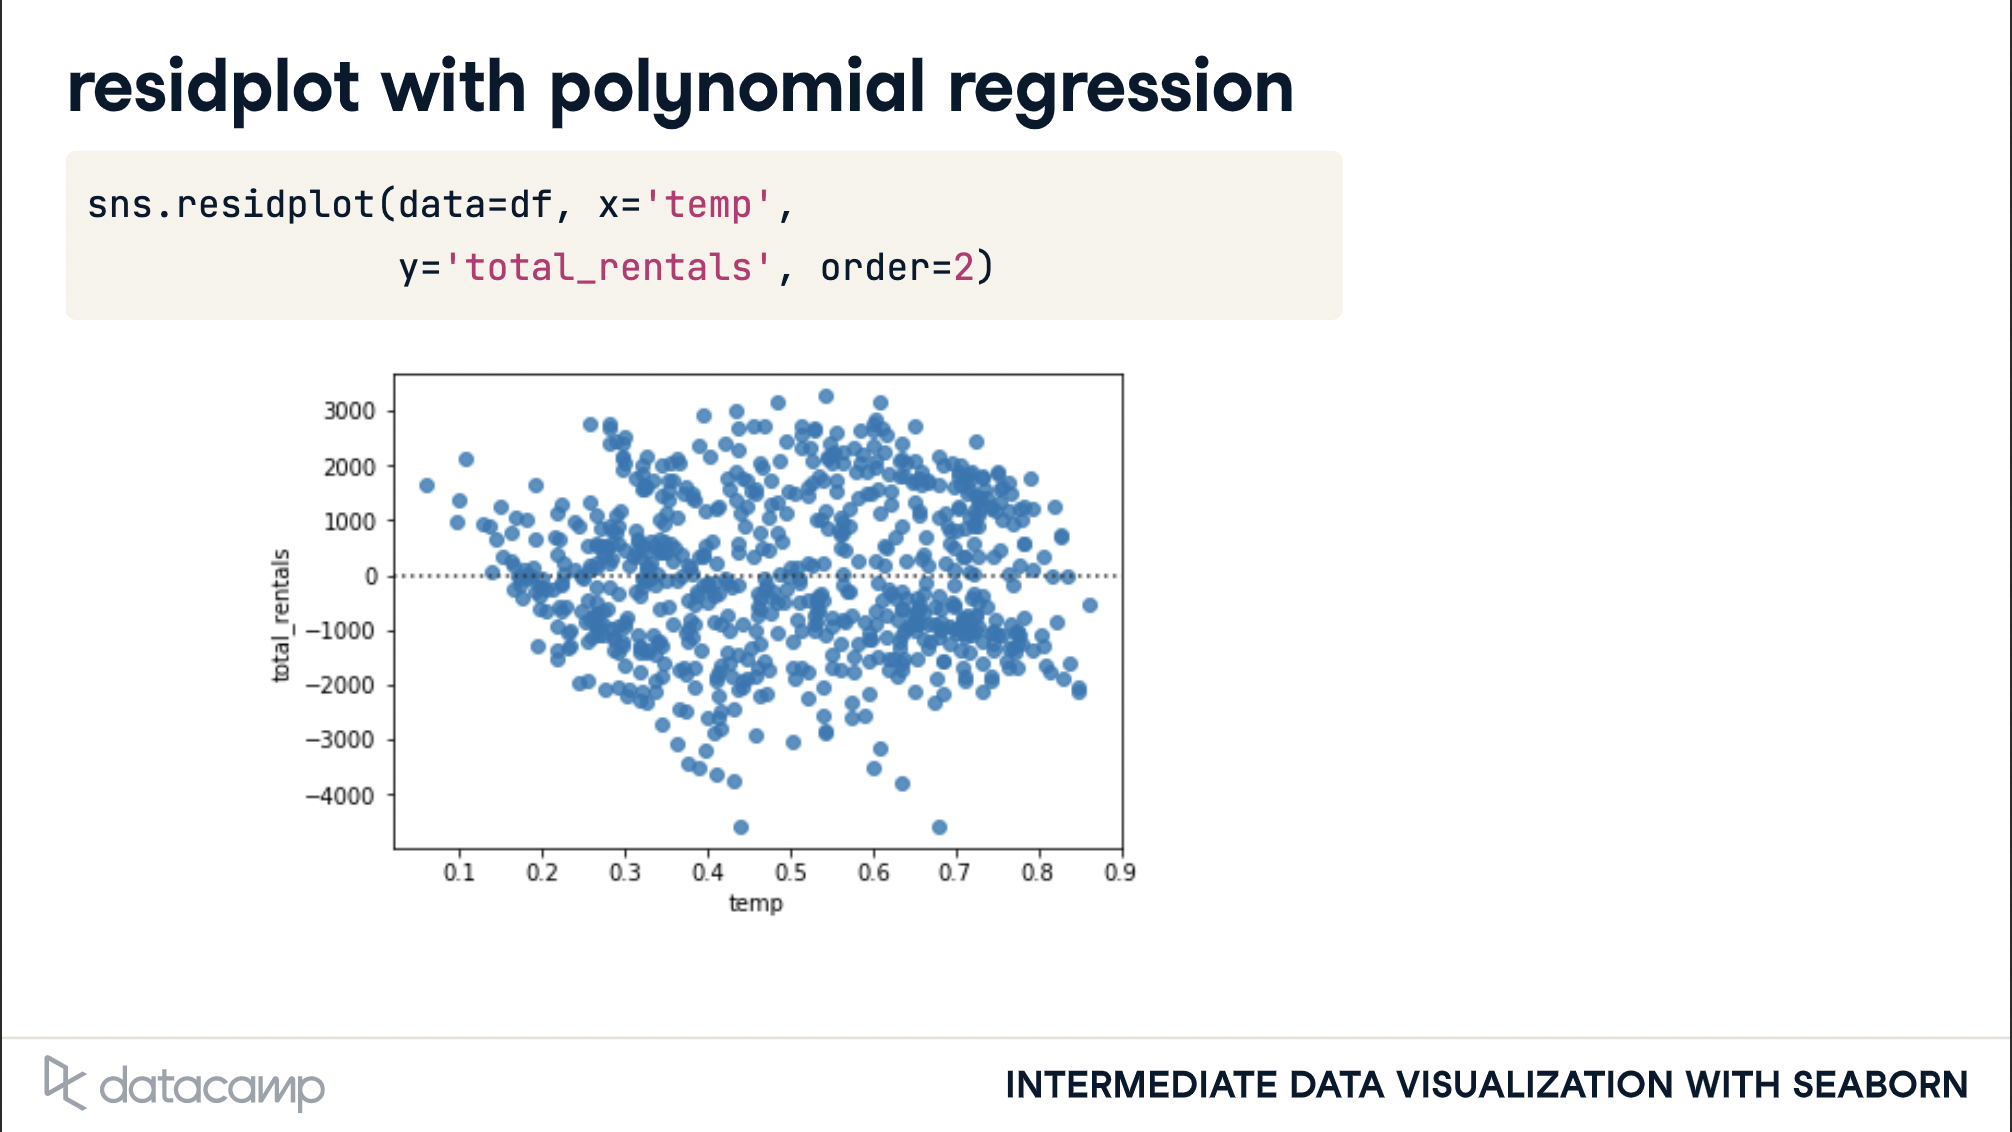 residplot with polynomial regression
sns.residplot(data=df, x='temp',
y='total_rentals', order=2)
3000
2000
1000
0
−1000
−2000
−3000
−4000
total_rentals
0.1 0.2 0.3 0.4 0.5 0.6 0.7 0.8 0.9
temp
datacamp
INTERMEDIATE DATA VISUALIZATION WITH SEABORN